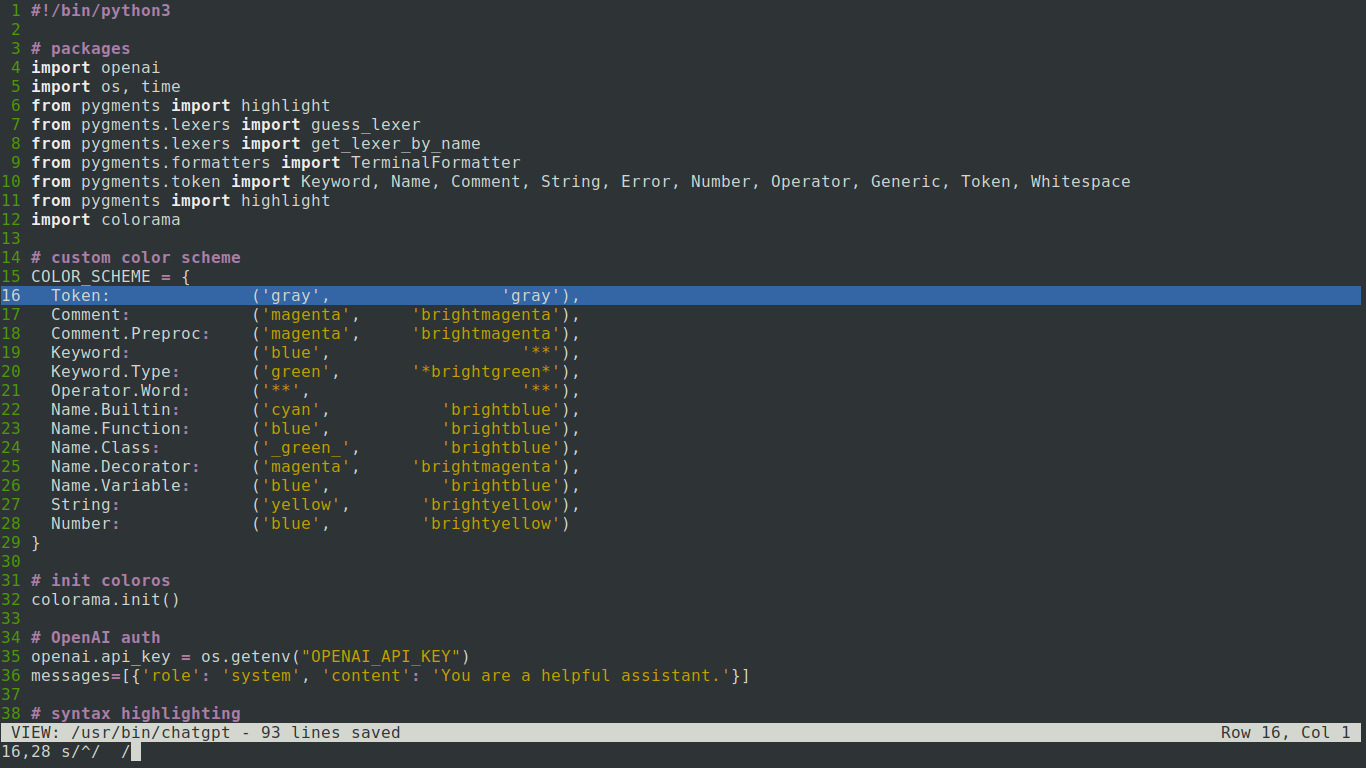 1 #!/bin/python3
2
3 # packages
4 import openai
5 import os, time
6 from pygments import highlight
7 from pygments.lexers import guess_lexer
8 from pygments.lexers import get_lexer_by_name
9 from pygments.formatters import TerminalFormatter
10 from pygments.token import Keyword, Name, Comment, String, Error, Number, Operator, Generic, Token, Whitespace
11 from pygments import highlight
12 import colorama
13
14 # custom color scheme
15 COLOR_SCHEME = {
16   Token:              ('gray',                 'gray'),
17   Comment:            ('magenta',     'brightmagenta'),
18   Comment.Preproc:    ('magenta',     'brightmagenta'),
19   Keyword:            ('blue',                   '**'),
20   Keyword.Type:       ('green',       '*brightgreen*'),
21   Operator.Word:      ('**',                     '**'),
22   Name.Builtin:       ('cyan',           'brightblue'),
23   Name.Function:      ('blue',           'brightblue'),
24   Name.Class:         ('_green_',        'brightblue'),
25   Name.Decorator:     ('magenta',     'brightmagenta'),
26   Name.Variable:      ('blue',           'brightblue'),
27   String:             ('yellow',       'brightyellow'),
28   Number:             ('blue',         'brightyellow')
29 }
30
31 # init coloros
32 colorama.init()
33
34 # OpenAI auth
35 openai.api_key = os.getenv("OPENAI_API_KEY")
36 messages=[{'role': 'system', 'content': 'You are a helpful assistant.'}]
37
38 # syntax highlighting
VIEW: /usr/bin/chatgpt - 93 lines saved Row 16, Col 1
16,28 s/^/  /